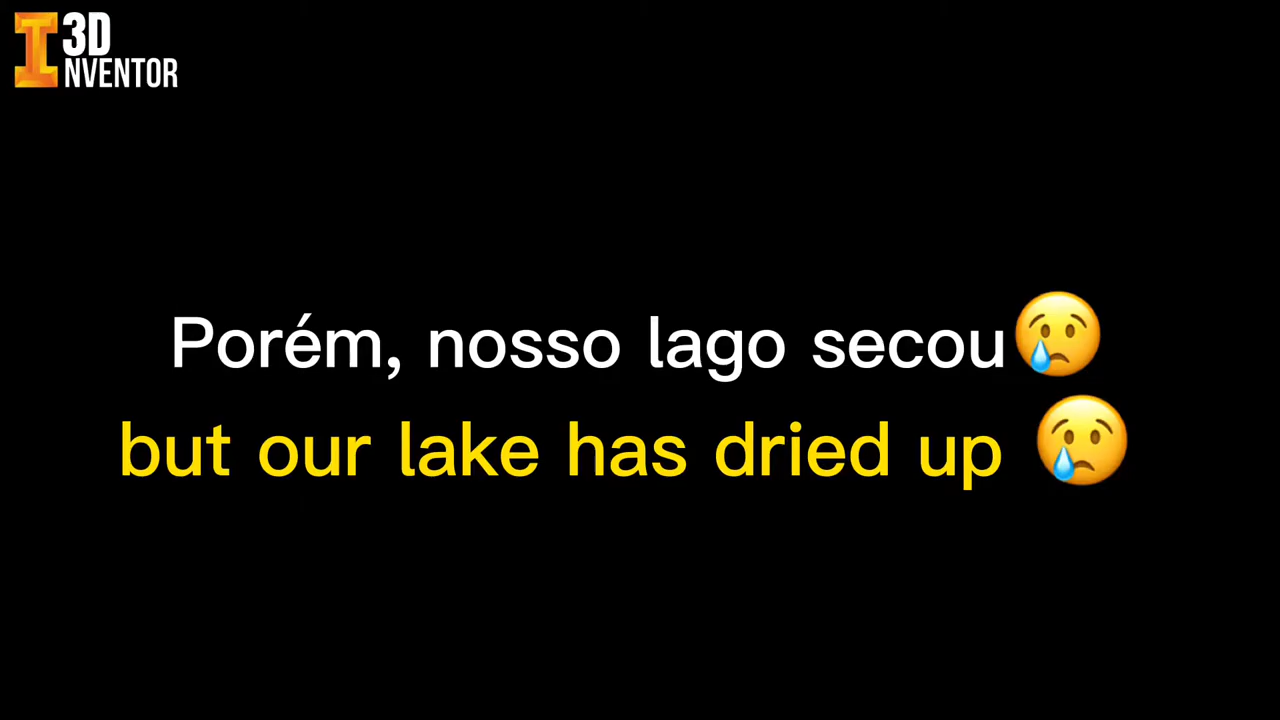 I 3D
NVENTOR
Porém, nosso lago secou😢
but our lake has dried up 😢